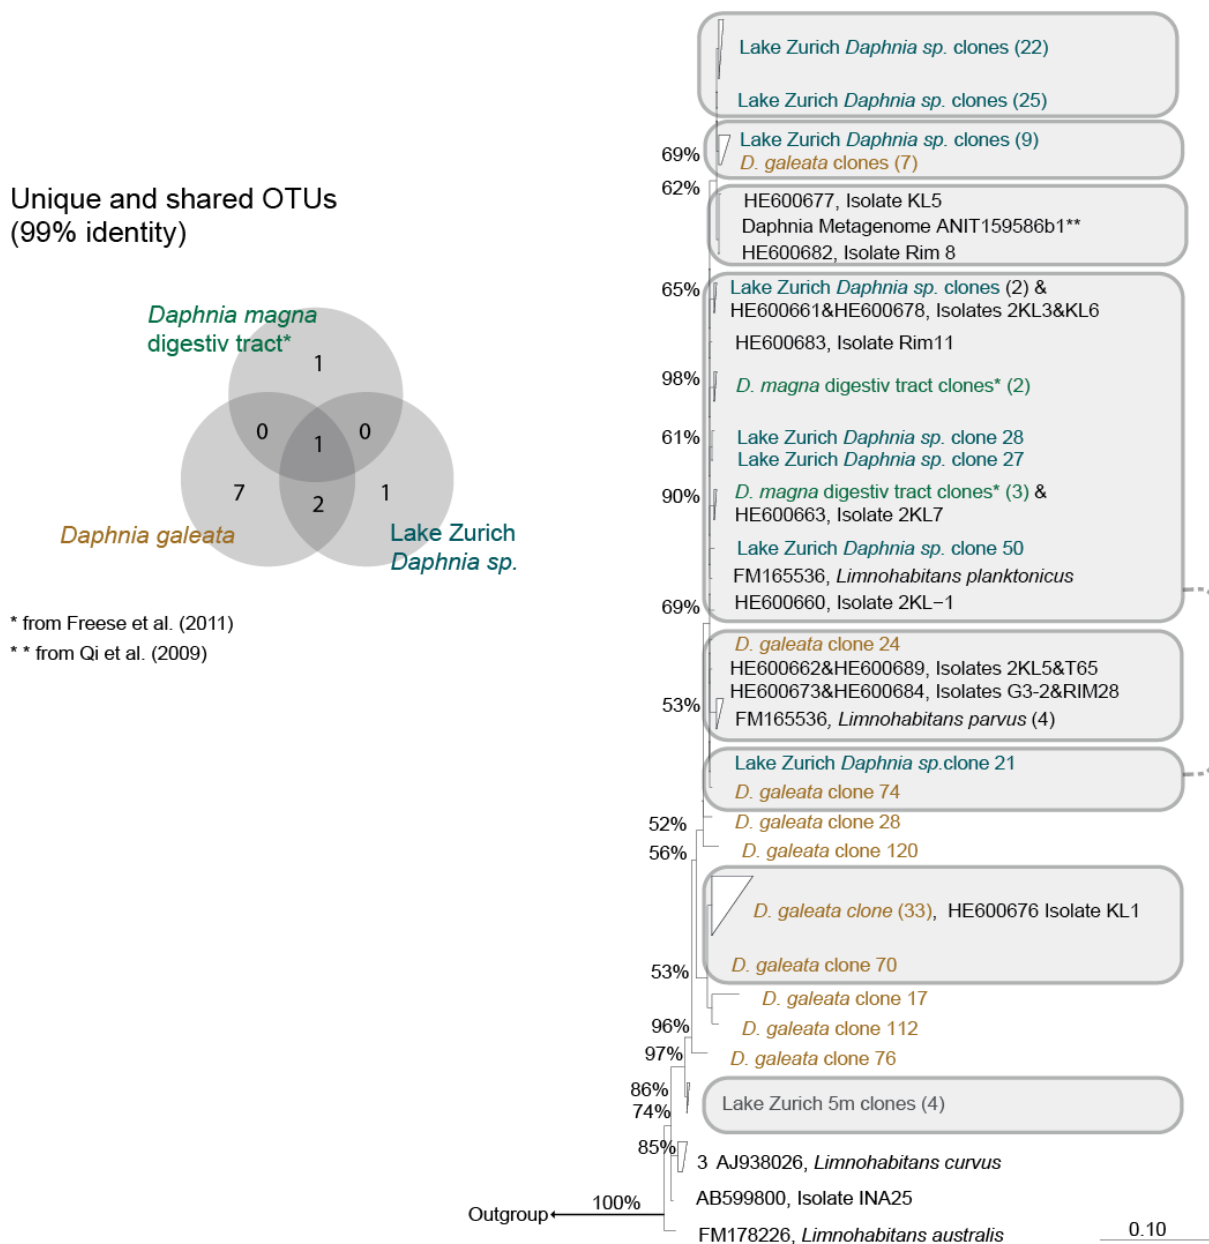 Unique and shared OTUs
(99% identity)
Daphnia magna
digestiv tract*
1
0
1
0
7
2
1
Daphnia galeata
Lake Zurich
Daphnia sp.
* from Freese et al. (2011)
* * from Qi et al. (2009)
Lake Zurich Daphnia sp. clones (22)
Lake Zurich Daphnia sp. clones (25)
Lake Zurich Daphnia sp. clones (9)
69%
D. galeata clones (7)
62%
HE600677, Isolate KL5
Daphnia Metagenome ANIT159586b1**
HE600682, Isolate Rim 8
65%
Lake Zurich Daphnia sp. clones (2) &
HE600661&HE600678, Isolates 2KL3&KL6
HE600683, Isolate Rim11
98%
D. magna digestiv tract clones* (2)
61%
Lake Zurich Daphnia sp. clone 28
Lake Zurich Daphnia sp. clone 27
90%
D. magna digestiv tract clones* (3) &
HE600663, Isolate 2KL7
Lake Zurich Daphnia sp. clone 50
FM165536, Limnohabitans planktonicus
69%
HE600660, Isolate 2KL−1
D. galeata clone 24
HE600662&HE600689, Isolates 2KL5&T65
HE600673&HE600684, Isolates G3-2&RIM28
53%
FM165536, Limnohabitans parvus (4)
Lake Zurich Daphnia sp.clone 21
D. galeata clone 74
52%
D. galeata clone 28
56%
D. galeata clone 120
D. galeata clone (33), HE600676 Isolate KL1
53%
D. galeata clone 70
D. galeata clone 17
96%
D. galeata clone 112
97%
D. galeata clone 76
86%
74%
Lake Zurich 5m clones (4)
85%
3 AJ938026, Limnohabitans curvus
AB599800, Isolate INA25
100%
Outgroup
FM178226, Limnohabitans australis
0.10